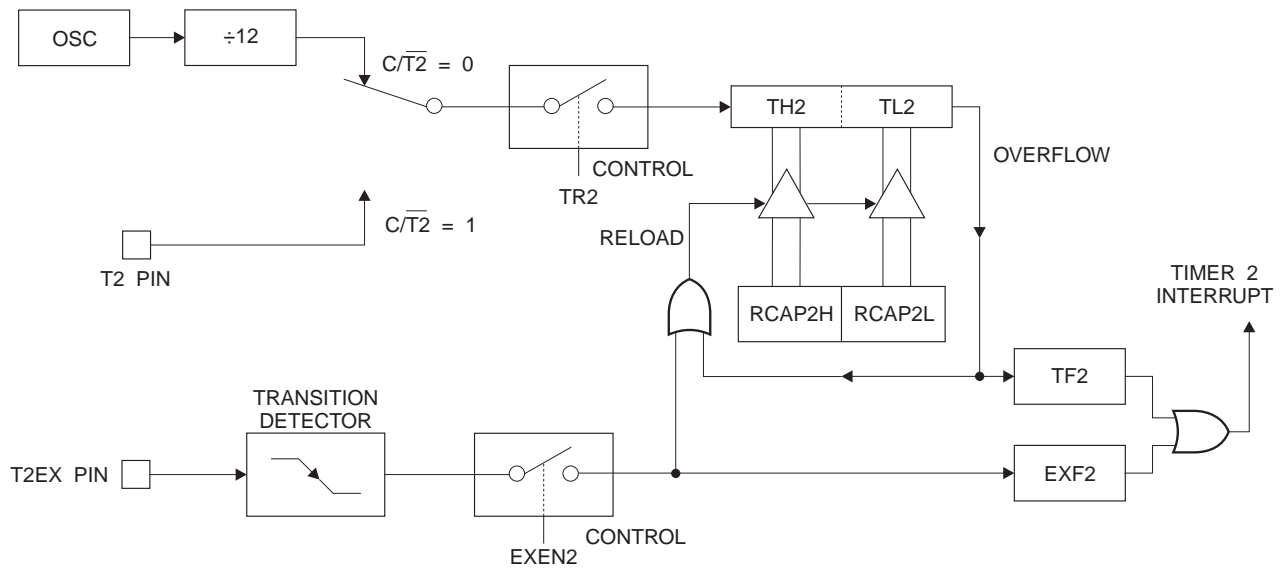 OSC
÷12
C/T2̅ = 0
TH2
TL2
OVERFLOW
CONTROL
TR2
C/T2̅ = 1
RELOAD
T2 PIN
TIMER 2
INTERRUPT
RCAP2H
RCAP2L
TF2
TRANSITION
DETECTOR
T2EX PIN
EXF2
CONTROL
EXEN2